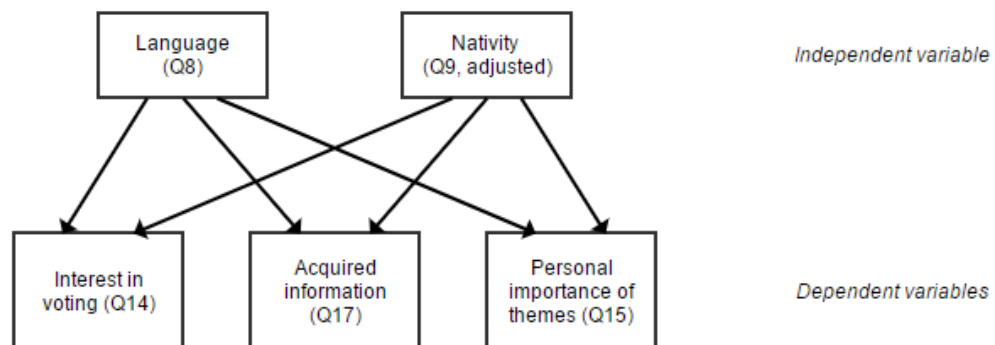 Language
(Q8)
Nativity
(Q9, adjusted)
Independent variable
Interest in
voting (Q14)
Acquired
information
(Q17)
Personal
importance of
themes (Q15)
Dependent variables